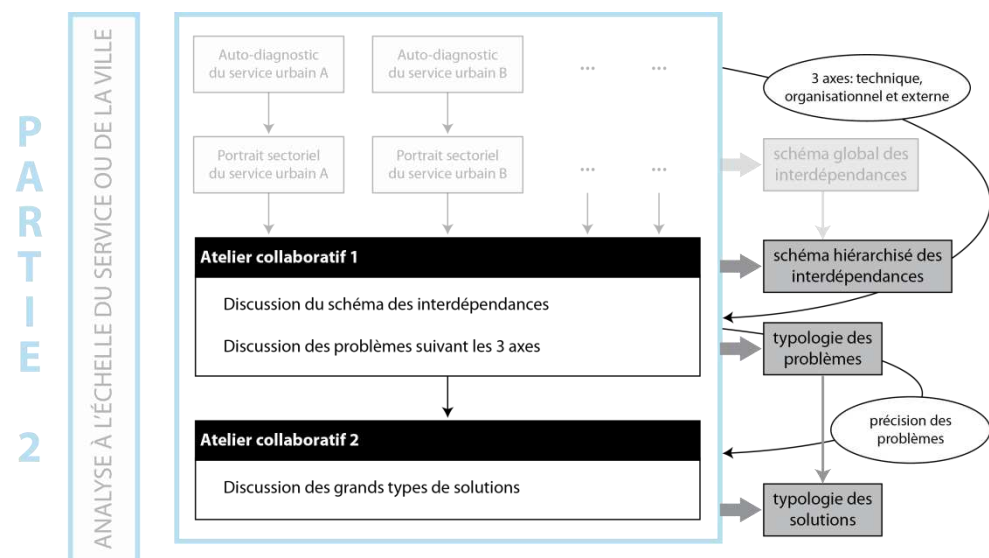 PARTIE 2
ANALYSE À L'ÉCHELLE DU SERVICE OU DE LA VILLE
Auto-diagnostic
du service urbain A
Auto-diagnostic
du service urbain B
... ...
3 axes: technique,
organisationnel et externe
Portrait sectoriel
du service urbain A
Portrait sectoriel
du service urbain B
... ...
schéma global des
interdépendances
Atelier collaboratif 1
Discussion du schéma des interdépendances
Discussion des problèmes suivant les 3 axes
schéma hiérarchisé des
interdépendances
typologie des
problèmes
précision des
problèmes
Atelier collaboratif 2
Discussion des grands types de solutions
typologie des
solutions